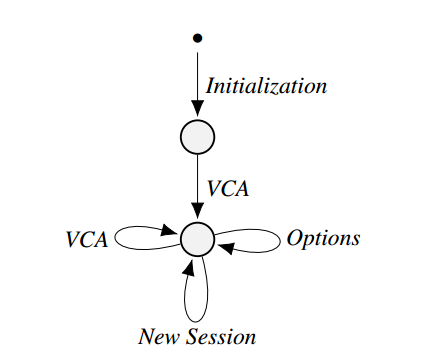 Initialization
VCA
VCA
Options
New Session